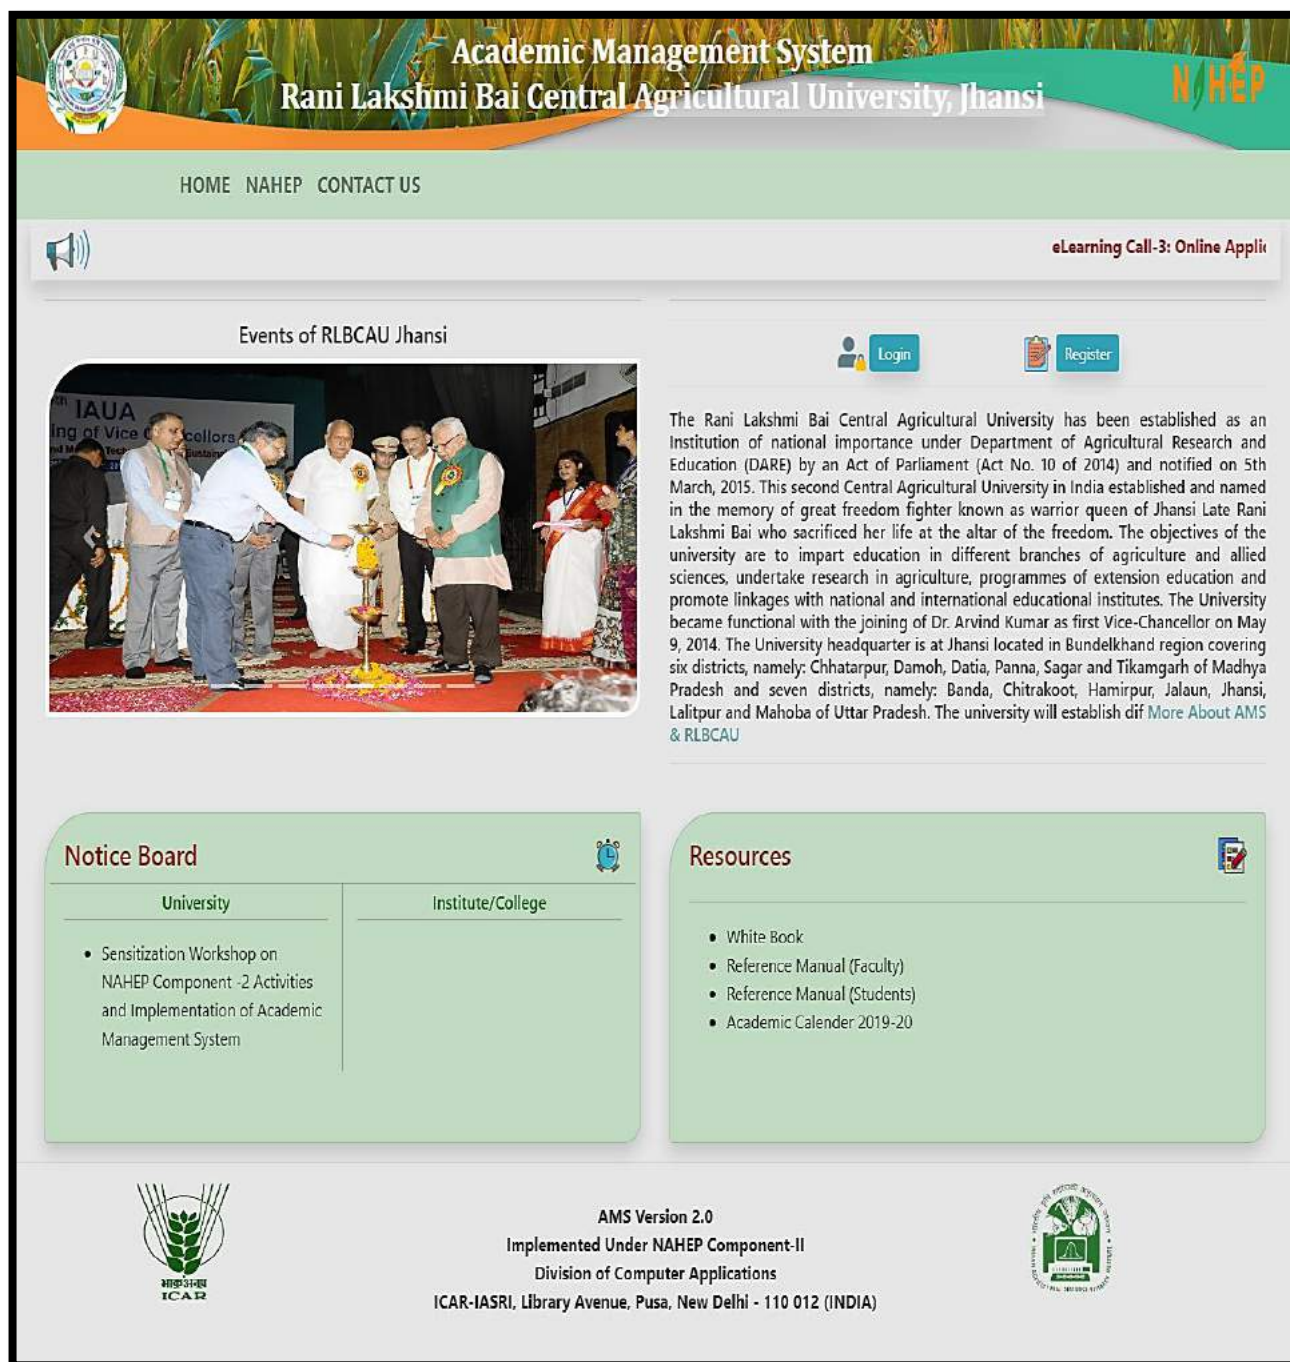 Academic Management System
Rani Lakshmi Bai Central Agricultural University, Jhansi
NAHEP
HOME NAHEP CONTACT US
eLearning Call-3: Online Applic
Events of RLBCAU Jhansi
IAUA
ing of Vice C cellors
Login
Register
The Rani Lakshmi Bai Central Agricultural University has been established as an
Institution of national importance under Department of Agricultural Research and
Education (DARE) by an Act of Parliament (Act No. 10 of 2014) and notified on 5th
March, 2015. This second Central Agricultural University in India established and named
in the memory of great freedom fighter known as warrior queen of Jhansi Late Rani
Lakshmi Bai who sacrificed her life at the altar of the freedom. The objectives of the
university are to impart education in different branches of agriculture and allied
sciences, undertake research in agriculture, programmes of extension education and
promote linkages with national and international educational institutes. The University
became functional with the joining of Dr. Arvind Kumar as first Vice-Chancellor on May
9, 2014. The University headquarter is at Jhansi located in Bundelkhand region covering
six districts, namely: Chhatarpur, Damoh, Datia, Panna, Sagar and Tikamgarh of Madhya
Pradesh and seven districts, namely: Banda, Chitrakoot, Hamirpur, Jalaun, Jhansi,
Lalitpur and Mahoba of Uttar Pradesh. The university will establish dif More About AMS
& RLBCAU
Notice Board
University
Institute/College
• Sensitization Workshop on
NAHEP Component -2 Activities
and Implementation of Academic
Management System
Resources
• White Book
• Reference Manual (Faculty)
• Reference Manual (Students)
• Academic Calender 2019-20
भाकृअनुप
ICAR
AMS Version 2.0
Implemented Under NAHEP Component-II
Division of Computer Applications
ICAR-IASRI, Library Avenue, Pusa, New Delhi - 110 012 (INDIA)